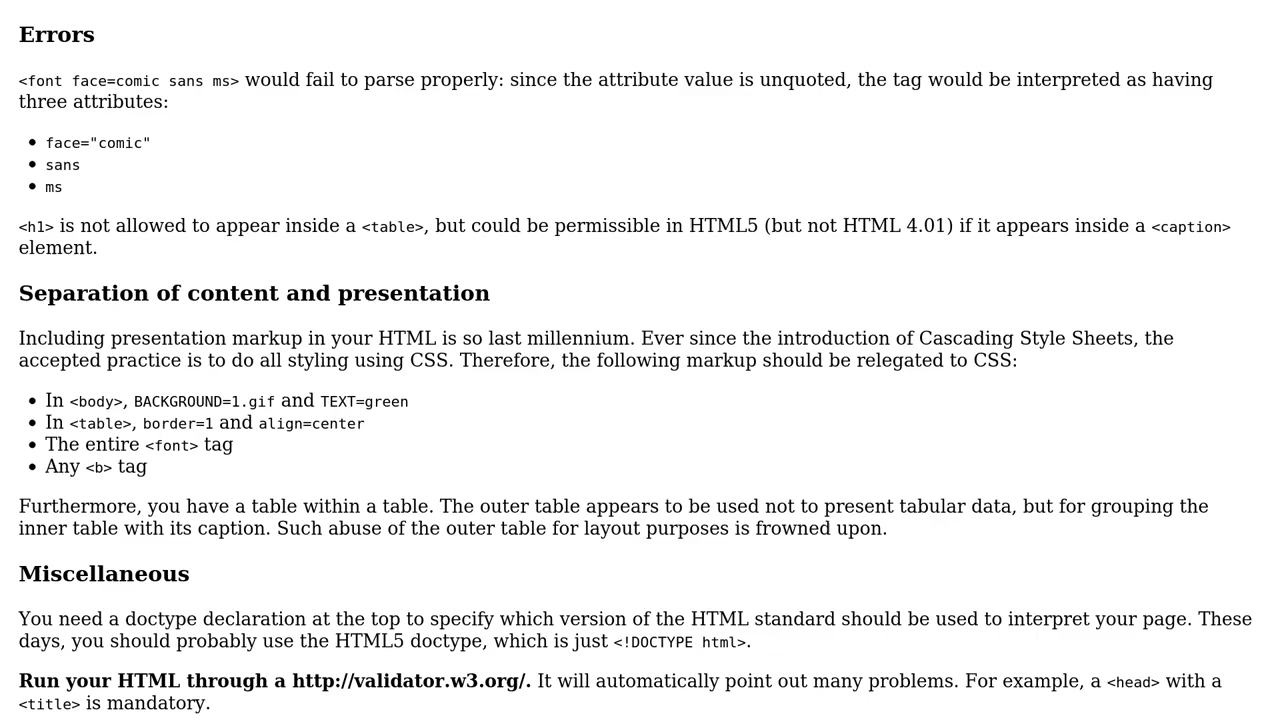 Errors
<font face=comic sans ms> would fail to parse properly: since the attribute value is unquoted, the tag would be interpreted as having
three attributes:
• face="comic"
• sans
• ms
<h1> is not allowed to appear inside a <table>, but could be permissible in HTML5 (but not HTML 4.01) if it appears inside a <caption>
element.
Separation of content and presentation
Including presentation markup in your HTML is so last millennium. Ever since the introduction of Cascading Style Sheets, the
accepted practice is to do all styling using CSS. Therefore, the following markup should be relegated to CSS:
• In <body>, BACKGROUND=1.gif and TEXT=green
• In <table>, border=1 and align=center
• The entire <font> tag
• Any <b> tag
Furthermore, you have a table within a table. The outer table appears to be used not to present tabular data, but for grouping the
inner table with its caption. Such abuse of the outer table for layout purposes is frowned upon.
Miscellaneous
You need a doctype declaration at the top to specify which version of the HTML standard should be used to interpret your page. These
days, you should probably use the HTML5 doctype, which is just <!DOCTYPE html>.
Run your HTML through a http://validator.w3.org/. It will automatically point out many problems. For example, a <head> with a
<title> is mandatory.